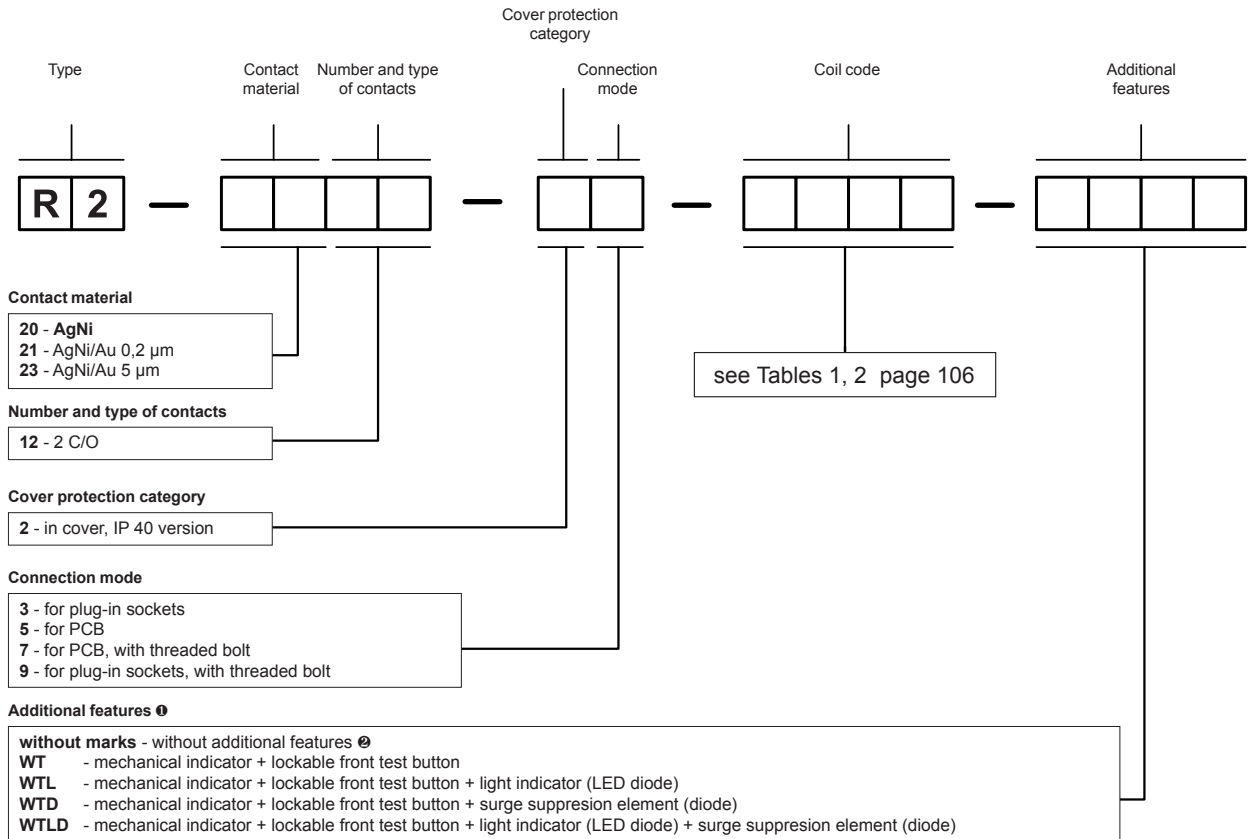 Cover protection
category
Type
Contact
material
Number and type
of contacts
Connection
mode
Coil code
Additional
features
R 2 – – – –
Contact material
20 - AgNi
21 - AgNi/Au 0,2 µm
23 - AgNi/Au 5 µm
see Tables 1, 2 page 106
Number and type of contacts
12 - 2 C/O
Cover protection category
2 - in cover, IP 40 version
Connection mode
3 - for plug-in sockets
5 - for PCB
7 - for PCB, with threaded bolt
9 - for plug-in sockets, with threaded bolt
Additional features ❶
without marks - without additional features ❷
WT - mechanical indicator + lockable front test button
WTL - mechanical indicator + lockable front test button + light indicator (LED diode)
WTD - mechanical indicator + lockable front test button + surge suppresion element (diode)
WTLD - mechanical indicator + lockable front test button + light indicator (LED diode) + surge suppresion element (diode)